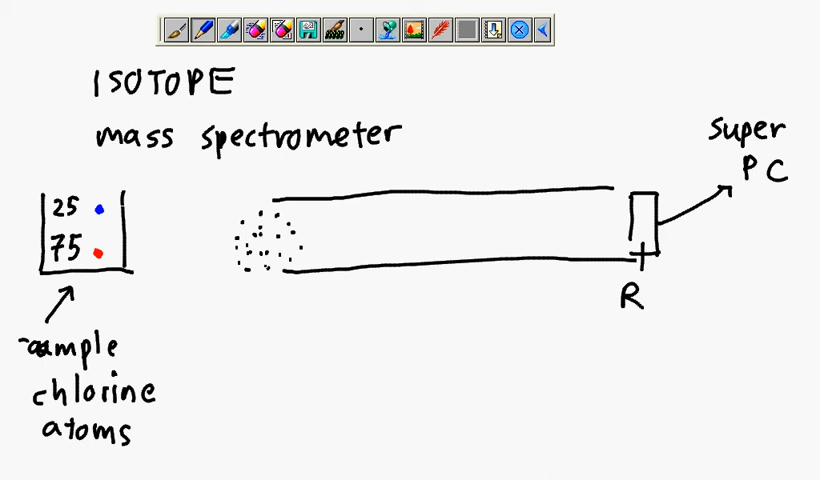 ISOTOPE
mass spectrometer
super
PC
25
75
R
sample
chlorine
atoms